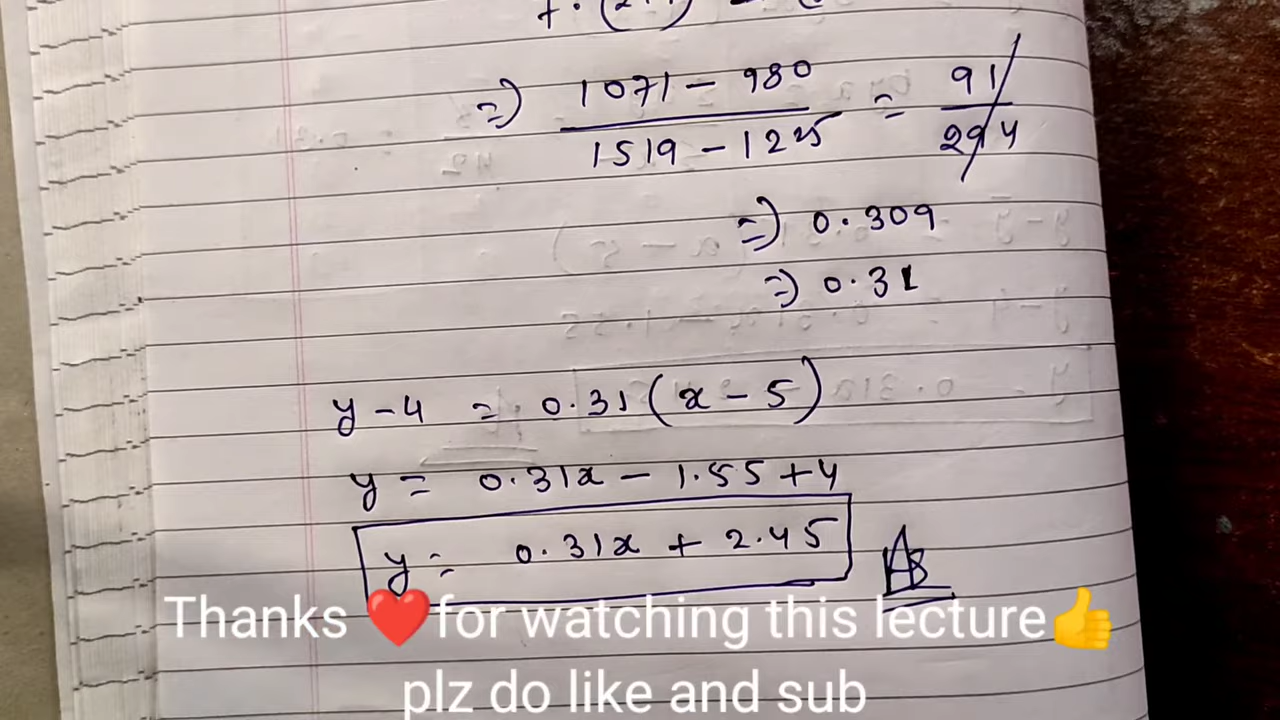 => 1071 - 980 / 1519 - 1225 = 91 / 294
=> 0.309
=> 0.31
y - 4 = 0.31 (x - 5)
y = 0.31x - 1.55 + 4
y = 0.31x + 2.45
Thanks ❤️for watching this lecture👍
plz do like and sub